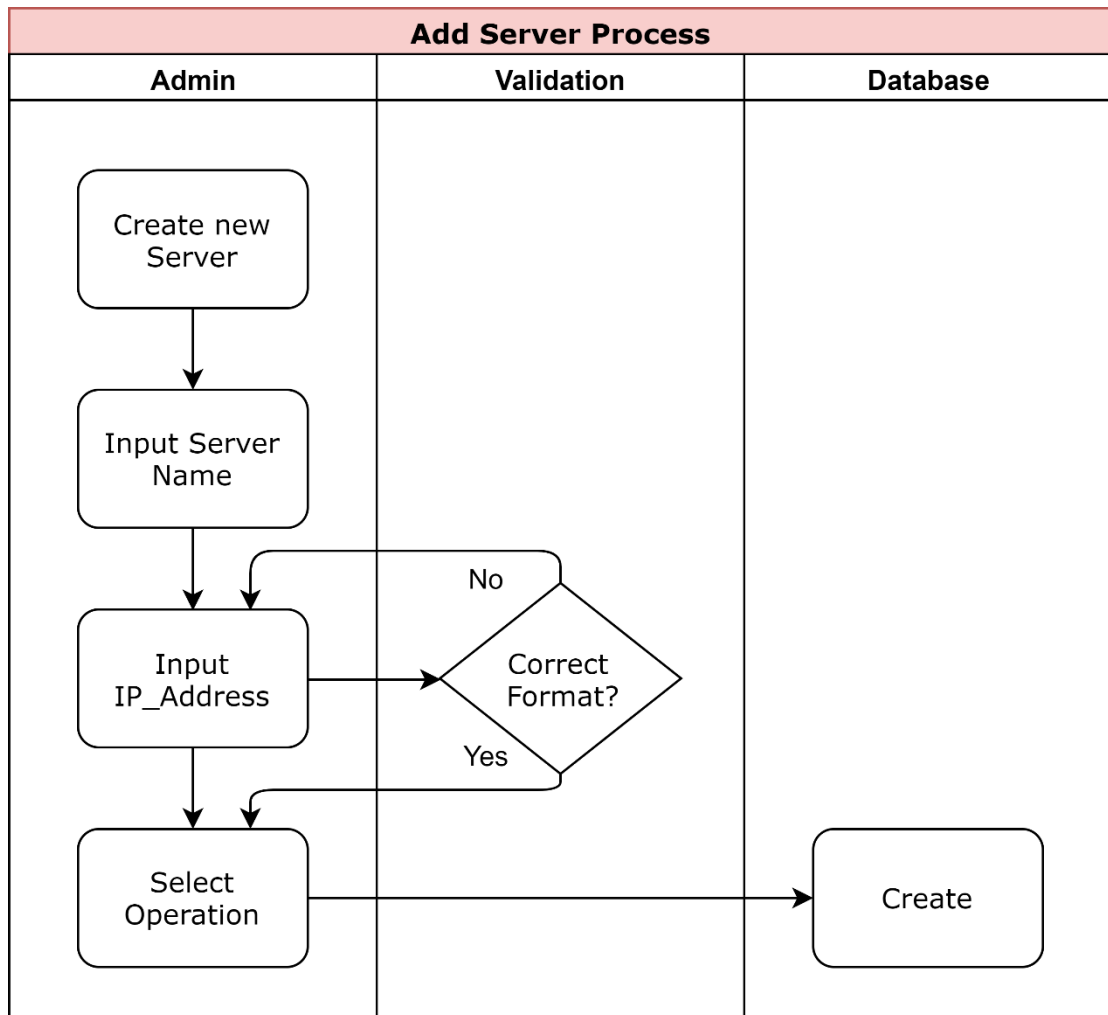 Add Server Process
Admin
Validation
Database
Create new
Server
Input Server
Name
No
Input
IP_Address
Correct
Format?
Yes
Select
Operation
Create